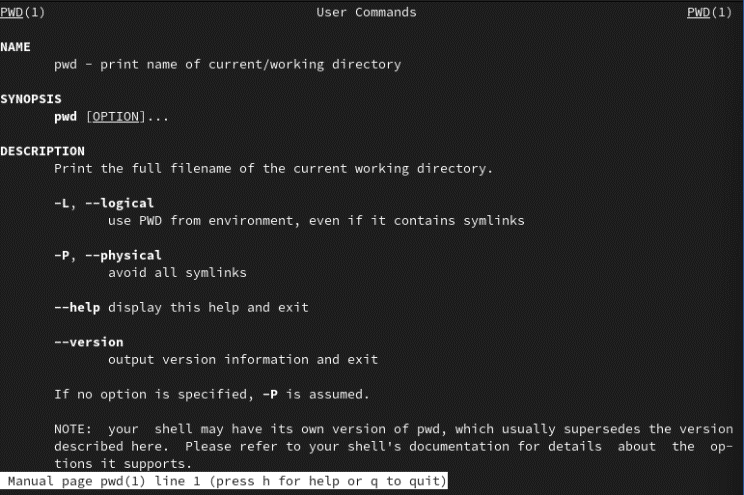 PWD(1) User Commands PWD(1)
NAME
pwd - print name of current/working directory
SYNOPSIS
pwd [OPTION]...
DESCRIPTION
Print the full filename of the current working directory.
-L, --logical
use PWD from environment, even if it contains symlinks
-P, --physical
avoid all symlinks
--help display this help and exit
--version
output version information and exit
If no option is specified, -P is assumed.
NOTE:  your  shell may have its own version of pwd, which usually supersedes the version
described here.  Please refer to your shell's documentation for details  about  the  op-
tions it supports.
Manual page pwd(1) line 1 (press h for help or q to quit)